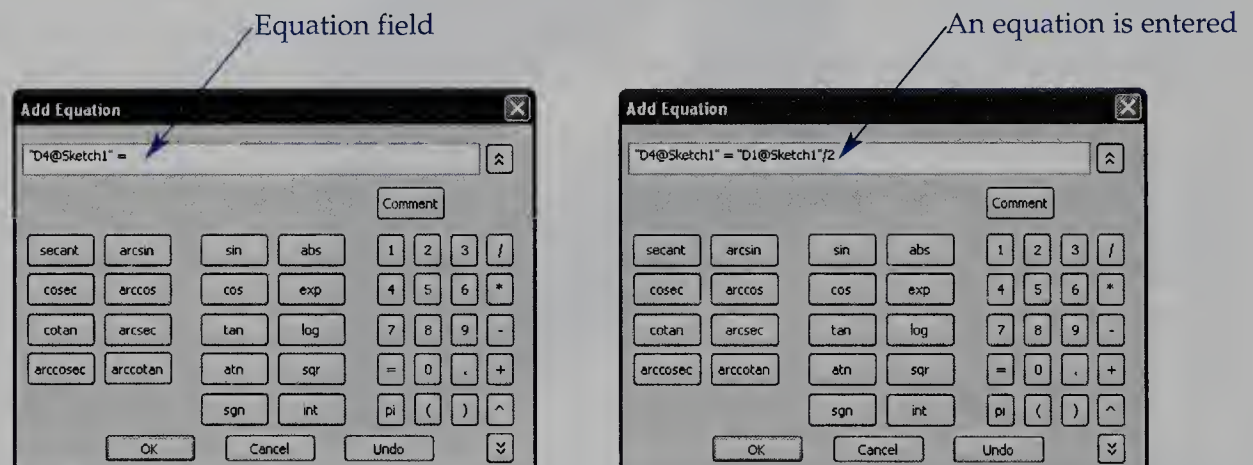 Equation field
Add Equation
"D4@Sketch1" =
Comment
secant arcsin sin abs 1 2 3 /
cosec arccos cos exp 4 5 6 *
cotan arcsec tan log 7 8 9 -
arccosec arccotan atn sqr = 0 . +
sgn int pi ( ) ^
OK Cancel Undo
An equation is entered
Add Equation
"D4@Sketch1" = "D1@Sketch1"/2
Comment
secant arcsin sin abs 1 2 3 /
cosec arccos cos exp 4 5 6 *
cotan arcsec tan log 7 8 9 -
arccosec arccotan atn sqr = 0 . +
sgn int pi ( ) ^
OK Cancel Undo